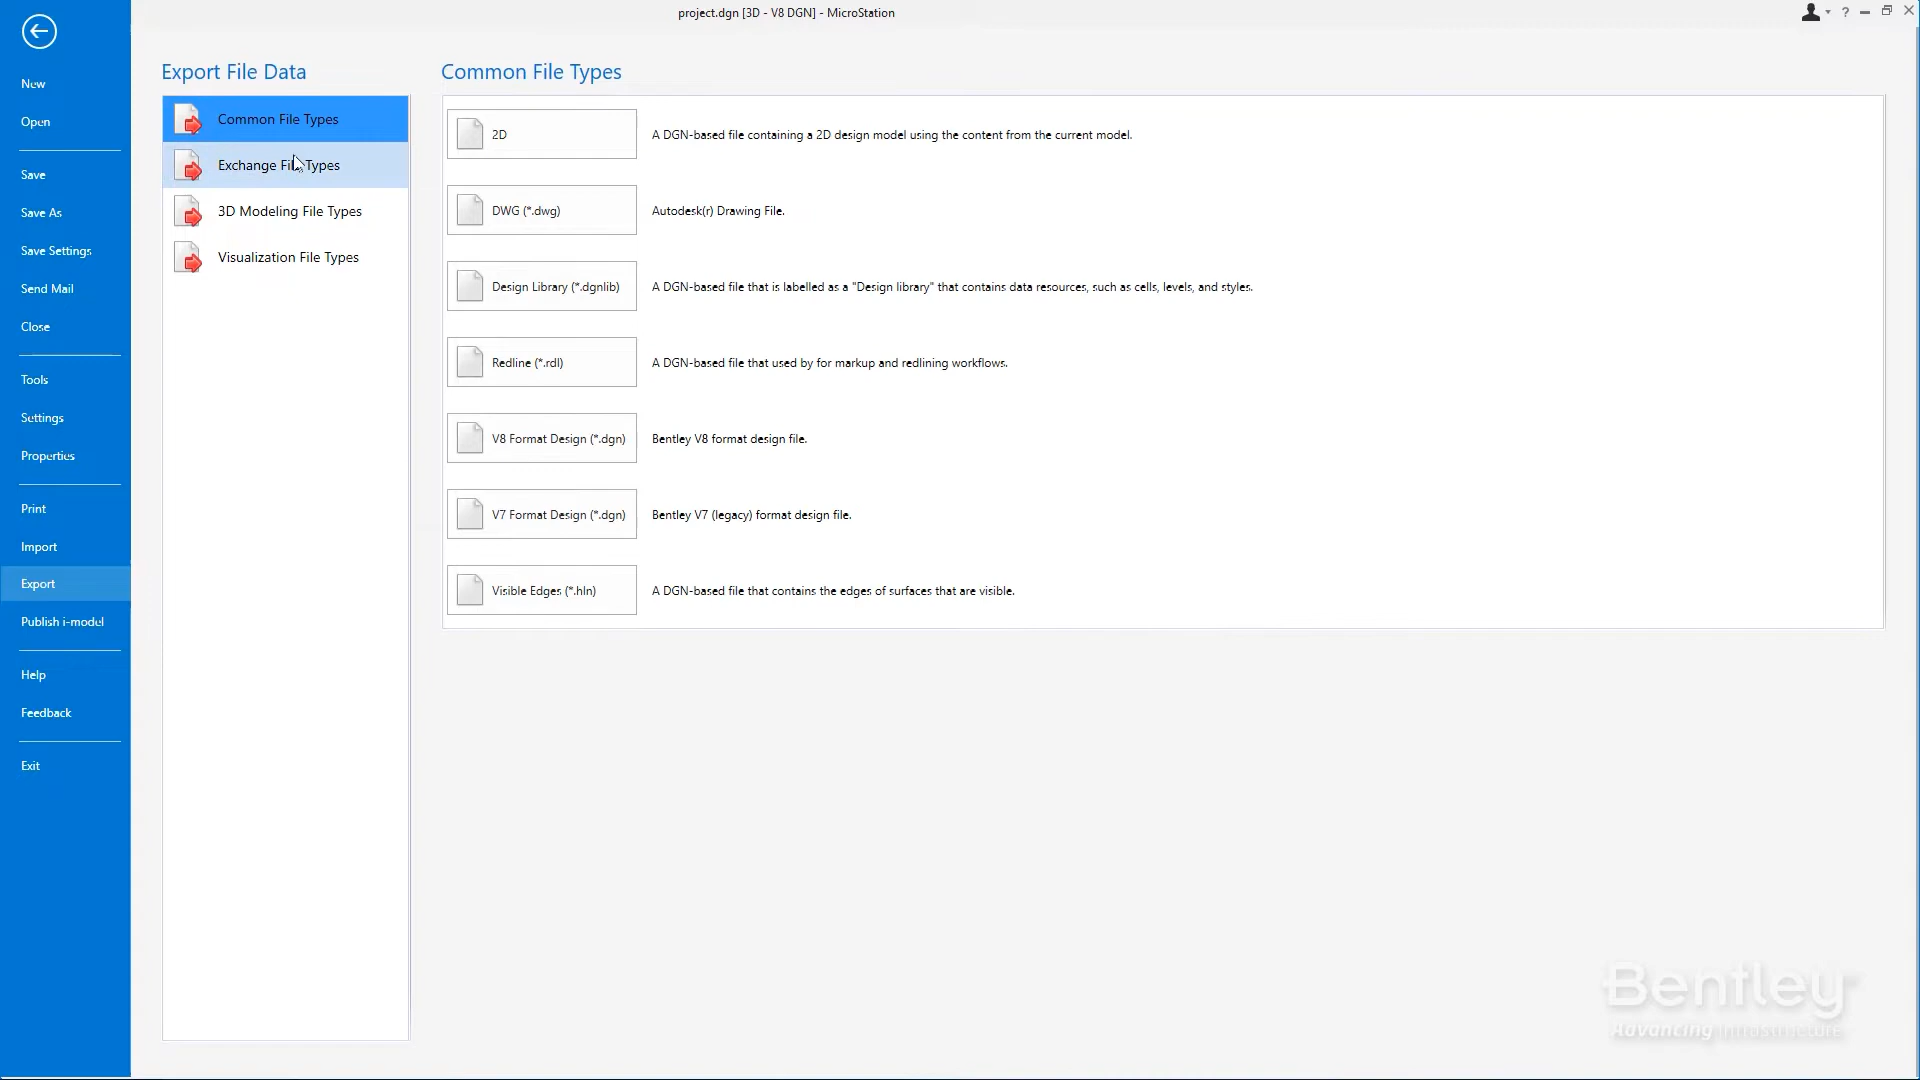 project.dgn [3D - V8 DGN] - MicroStation
?
New
Open
Save
Save As
Save Settings
Send Mail
Close
Tools
Settings
Properties
Print
Import
Export
Publish i-model
Help
Feedback
Exit
Export File Data
Common File Types
Exchange File Types
3D Modeling File Types
Visualization File Types
Common File Types
2D
A DGN-based file containing a 2D design model using the content from the current model.
DWG (*.dwg)
Autodesk(r) Drawing File.
Design Library (*.dgnlib)
A DGN-based file that is labelled as a "Design library" that contains data resources, such as cells, levels, and styles.
Redline (*.rdl)
A DGN-based file that used by for markup and redlining workflows.
V8 Format Design (*.dgn)
Bentley V8 format design file.
V7 Format Design (*.dgn)
Bentley V7 (legacy) format design file.
Visible Edges (*.hln)
A DGN-based file that contains the edges of surfaces that are visible.
Bentley
Advancing Infrastructure